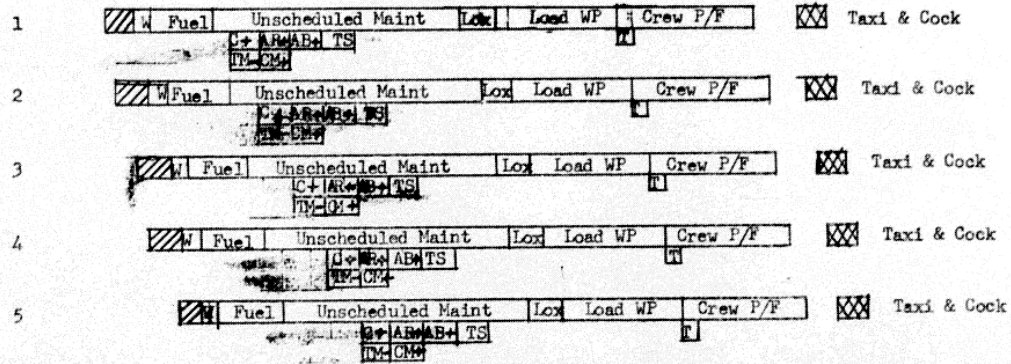 1 W Fuel Unscheduled Maint Lox Load WP Crew P/F Taxi & Cock
C+ AR+ AB+ TS T
TM- CM+
2 W Fuel Unscheduled Maint Lox Load WP Crew P/F Taxi & Cock
C+ AR+ AB+ TS T
TM- CM+
3 W Fuel Unscheduled Maint Lox Load WP Crew P/F Taxi & Cock
C+ AR+ AB+ TS T
TM- CM+
4 W Fuel Unscheduled Maint Lox Load WP Crew P/F Taxi & Cock
C+ AR+ AB+ TS T
TM- CM+
5 W Fuel Unscheduled Maint Lox Load WP Crew P/F Taxi & Cock
C+ AR+ AB+ TS T
TM- CM+